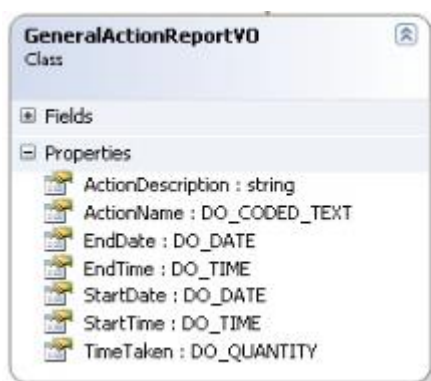 GeneralActionReportVO
Class
Fields
Properties
ActionDescription : string
ActionName : DO_CODED_TEXT
EndDate : DO_DATE
EndTime : DO_TIME
StartDate : DO_DATE
StartTime : DO_TIME
TimeTaken : DO_QUANTITY